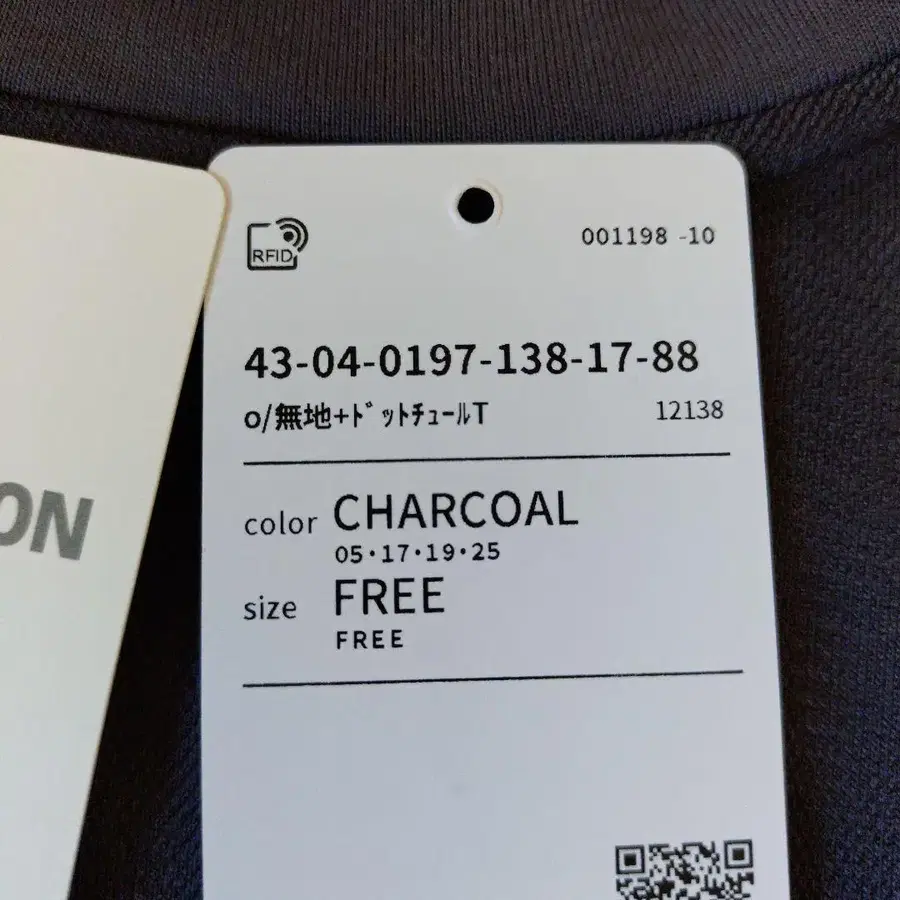 RFID
001198 -10
43-04-0197-138-17-88
o/無地+ﾄﾞｯﾄﾁｭｰﾙT
12138
color CHARCOAL
05・17・19・25
size FREE
FREE
ON